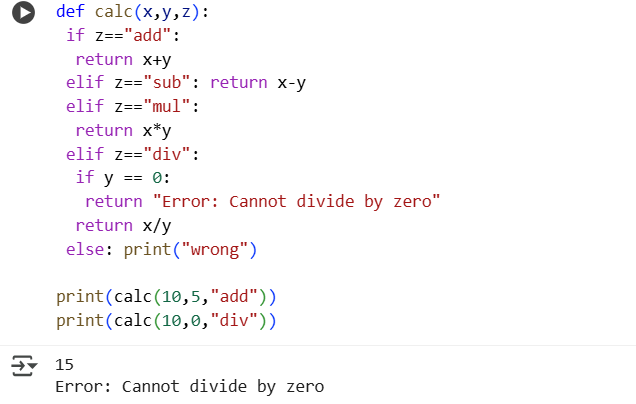 def calc(x,y,z):
 if z=="add":
  return x+y
 elif z=="sub": return x-y
 elif z=="mul":
  return x*y
 elif z=="div":
  if y == 0:
   return "Error: Cannot divide by zero"
  return x/y
 else: print("wrong")

print(calc(10,5,"add"))
print(calc(10,0,"div"))
15
Error: Cannot divide by zero